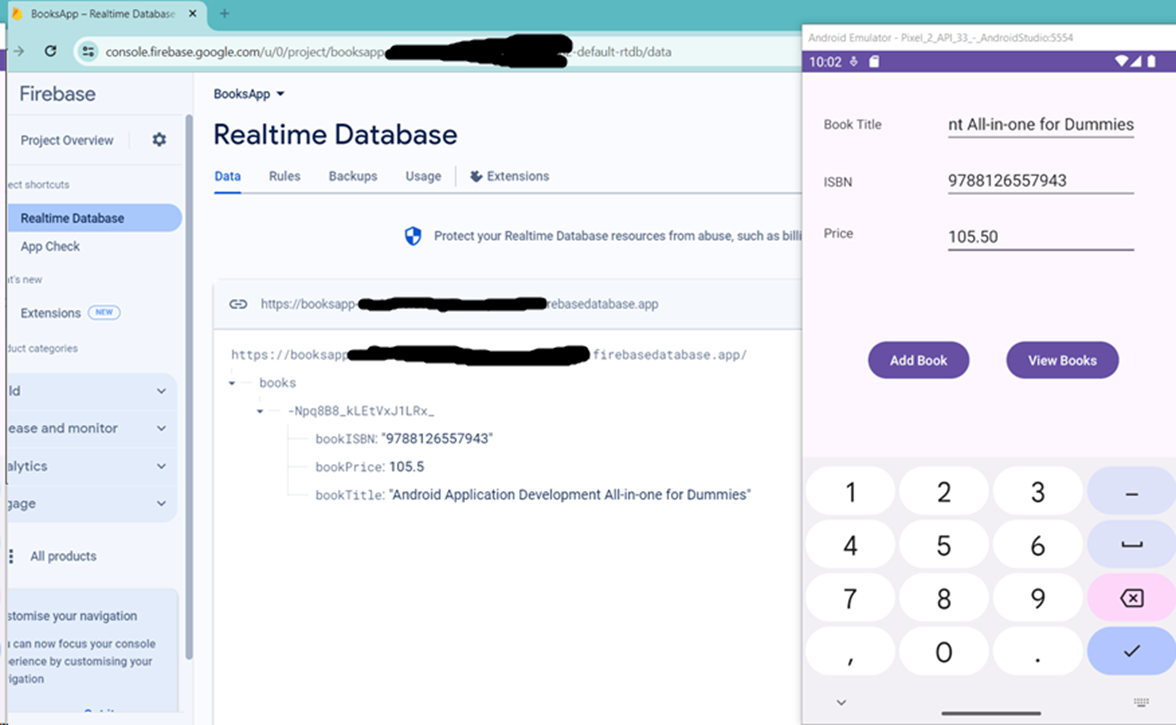 BooksApp – Realtime Database
console.firebase.google.com/u/0/project/booksapp -default-rtdb/data
Firebase
Project Overview
ect shortcuts
Realtime Database
App Check
at's new
Extensions NEW
duct categories
ld
ease and monitor
alytics
gage
All products
stomise your navigation
u can now focus your console
perience by customising your
vigation
BooksApp
Realtime Database
Data Rules Backups Usage Extensions
Protect your Realtime Database resources from abuse, such as billi
https://booksapp- rebasedatabase.app
https://booksapp firebasedatabase.app/
books
-Npq8B8_kLEtVxJ1LRx_
bookISBN: "9788126557943"
bookPrice: 105.5
bookTitle: "Android Application Development All-in-one for Dummies"
Android Emulator - Pixel_2_API_33_-_AndroidStudio:5554
10:02
Book Title nt All-in-one for Dummies
ISBN 9788126557943
Price 105.50
Add Book View Books
1 2 3 –
4 5 6
7 8 9
, 0 .